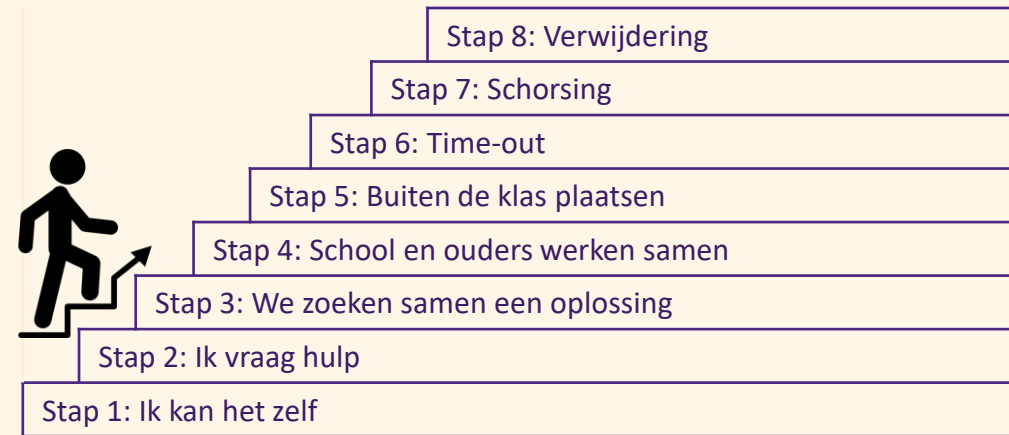 Stap 8: Verwijdering
Stap 7: Schorsing
Stap 6: Time-out
Stap 5: Buiten de klas plaatsen
Stap 4: School en ouders werken samen
Stap 3: We zoeken samen een oplossing
Stap 2: Ik vraag hulp
Stap 1: Ik kan het zelf